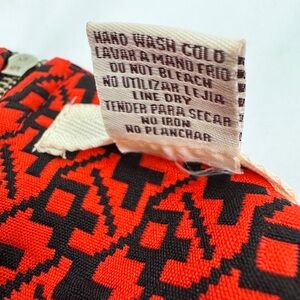 HAND WASH COLD
LAVAR A MANO FRIO
DO NOT BLEACH
NO UTILIZAR LEJIA
LINE DRY
TENDER PARA SECAR
NO IRON
NO PLANCHAR